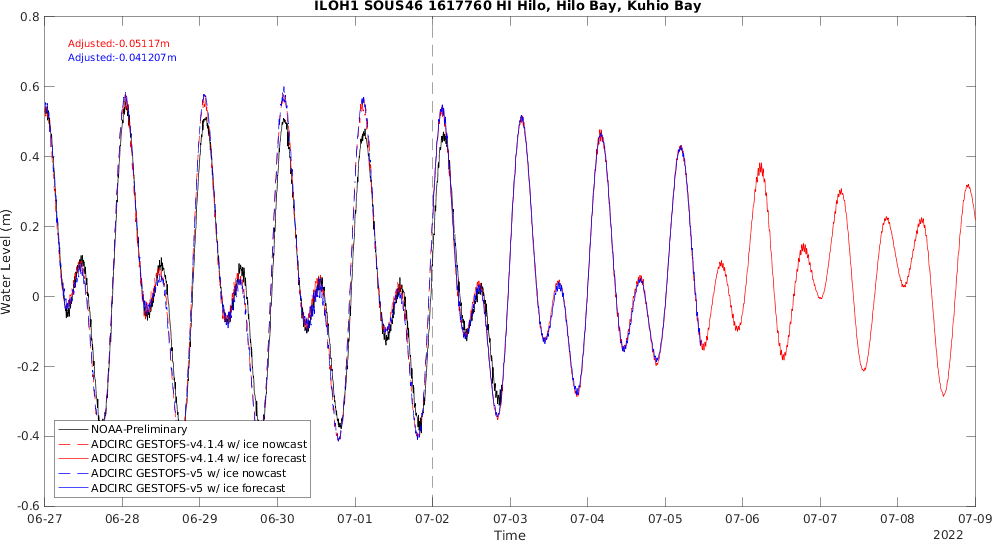 ILOH1 SOUS46 1617760 HI Hilo, Hilo Bay, Kuhio Bay
Adjusted:-0.05117m
Adjusted:-0.041207m
Water Level (m)
0.8
0.6
0.4
0.2
0
-0.2
-0.4
-0.6
NOAA-Preliminary
ADCIRC GESTOFS-v4.1.4 w/ ice nowcast
ADCIRC GESTOFS-v4.1.4 w/ ice forecast
ADCIRC GESTOFS-v5 w/ ice nowcast
ADCIRC GESTOFS-v5 w/ ice forecast
06-27 06-28 06-29 06-30 07-01 07-02 07-03 07-04 07-05 07-06 07-07 07-08 07-09
Time
2022